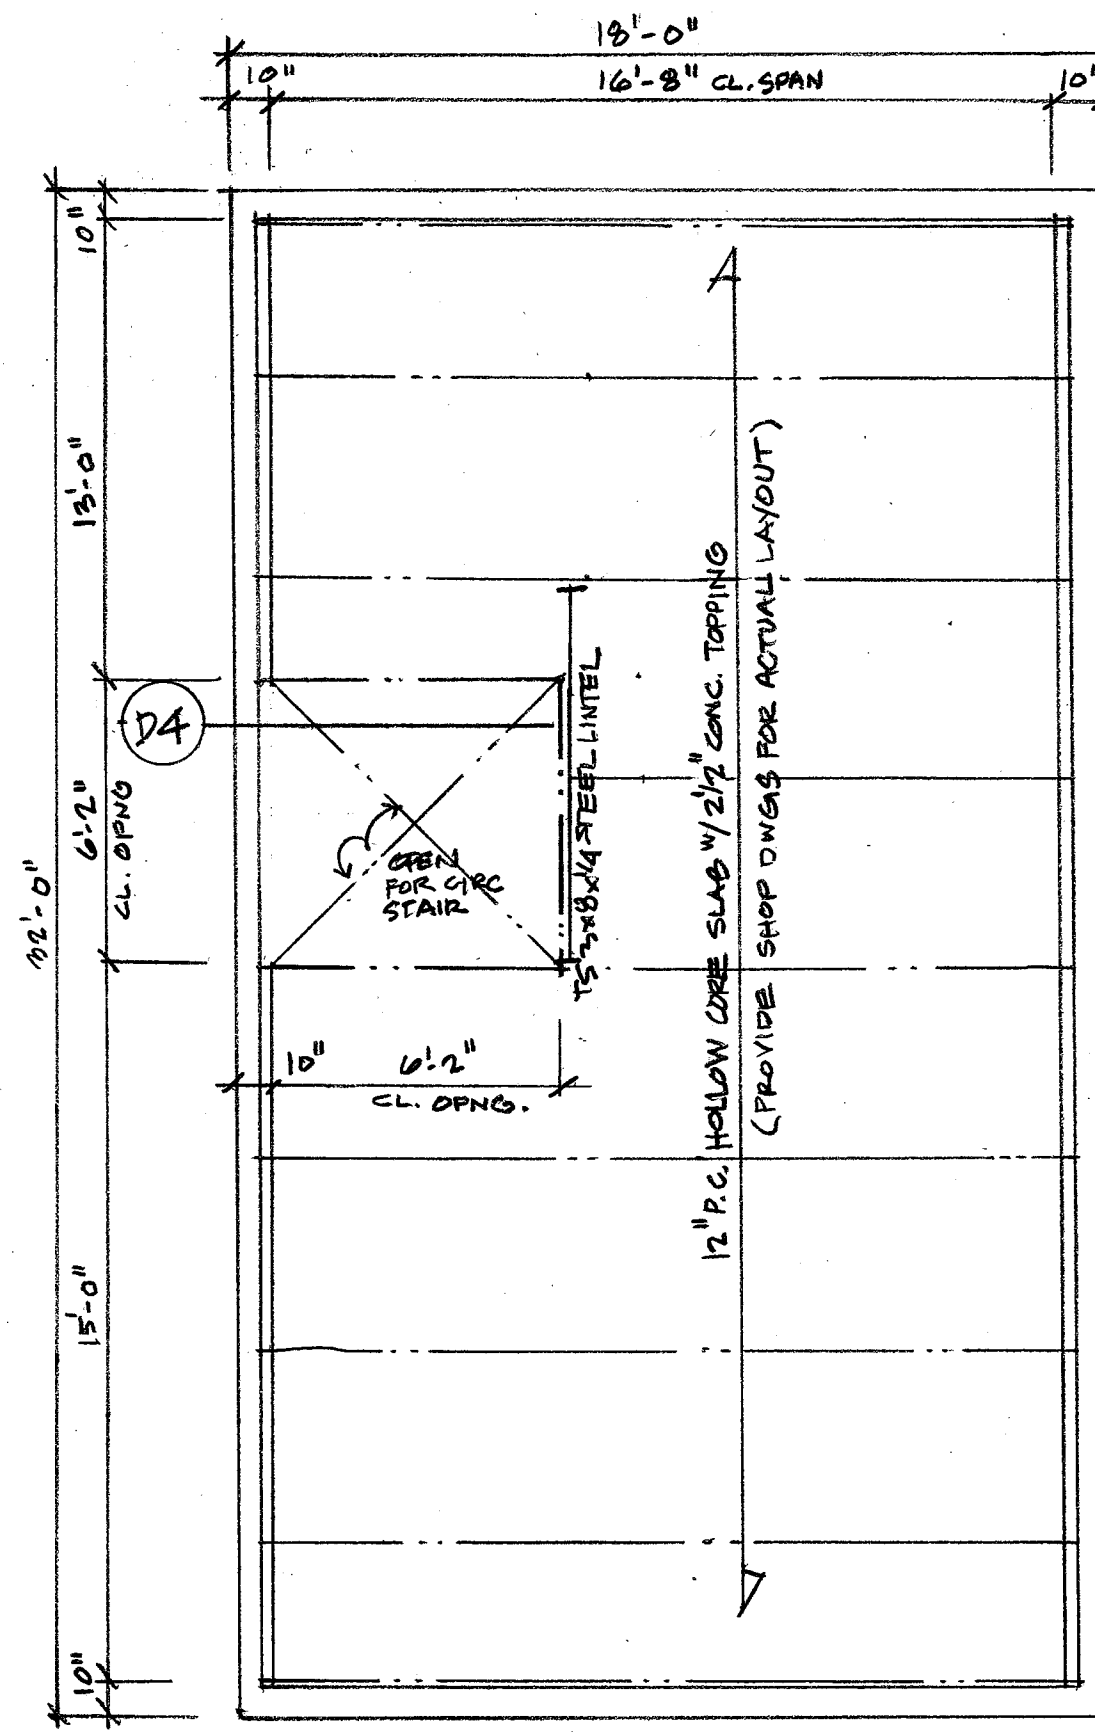 18'-0"
10" 16'-8" CL. SPAN 10"
10"
13'-0"
6'-2"
CL. OPNG
32'-0"
15'-0"
10"
D4
OPEN
FOR CIRC
STAIR
TS 3x8x1/4 STEEL LINTEL
10" 6'-2"
CL. OPNG.
12" P.C. HOLLOW CORE SLAB W/ 2 1/2" CONC. TOPPING
(PROVIDE SHOP DWGS FOR ACTUAL LAYOUT)